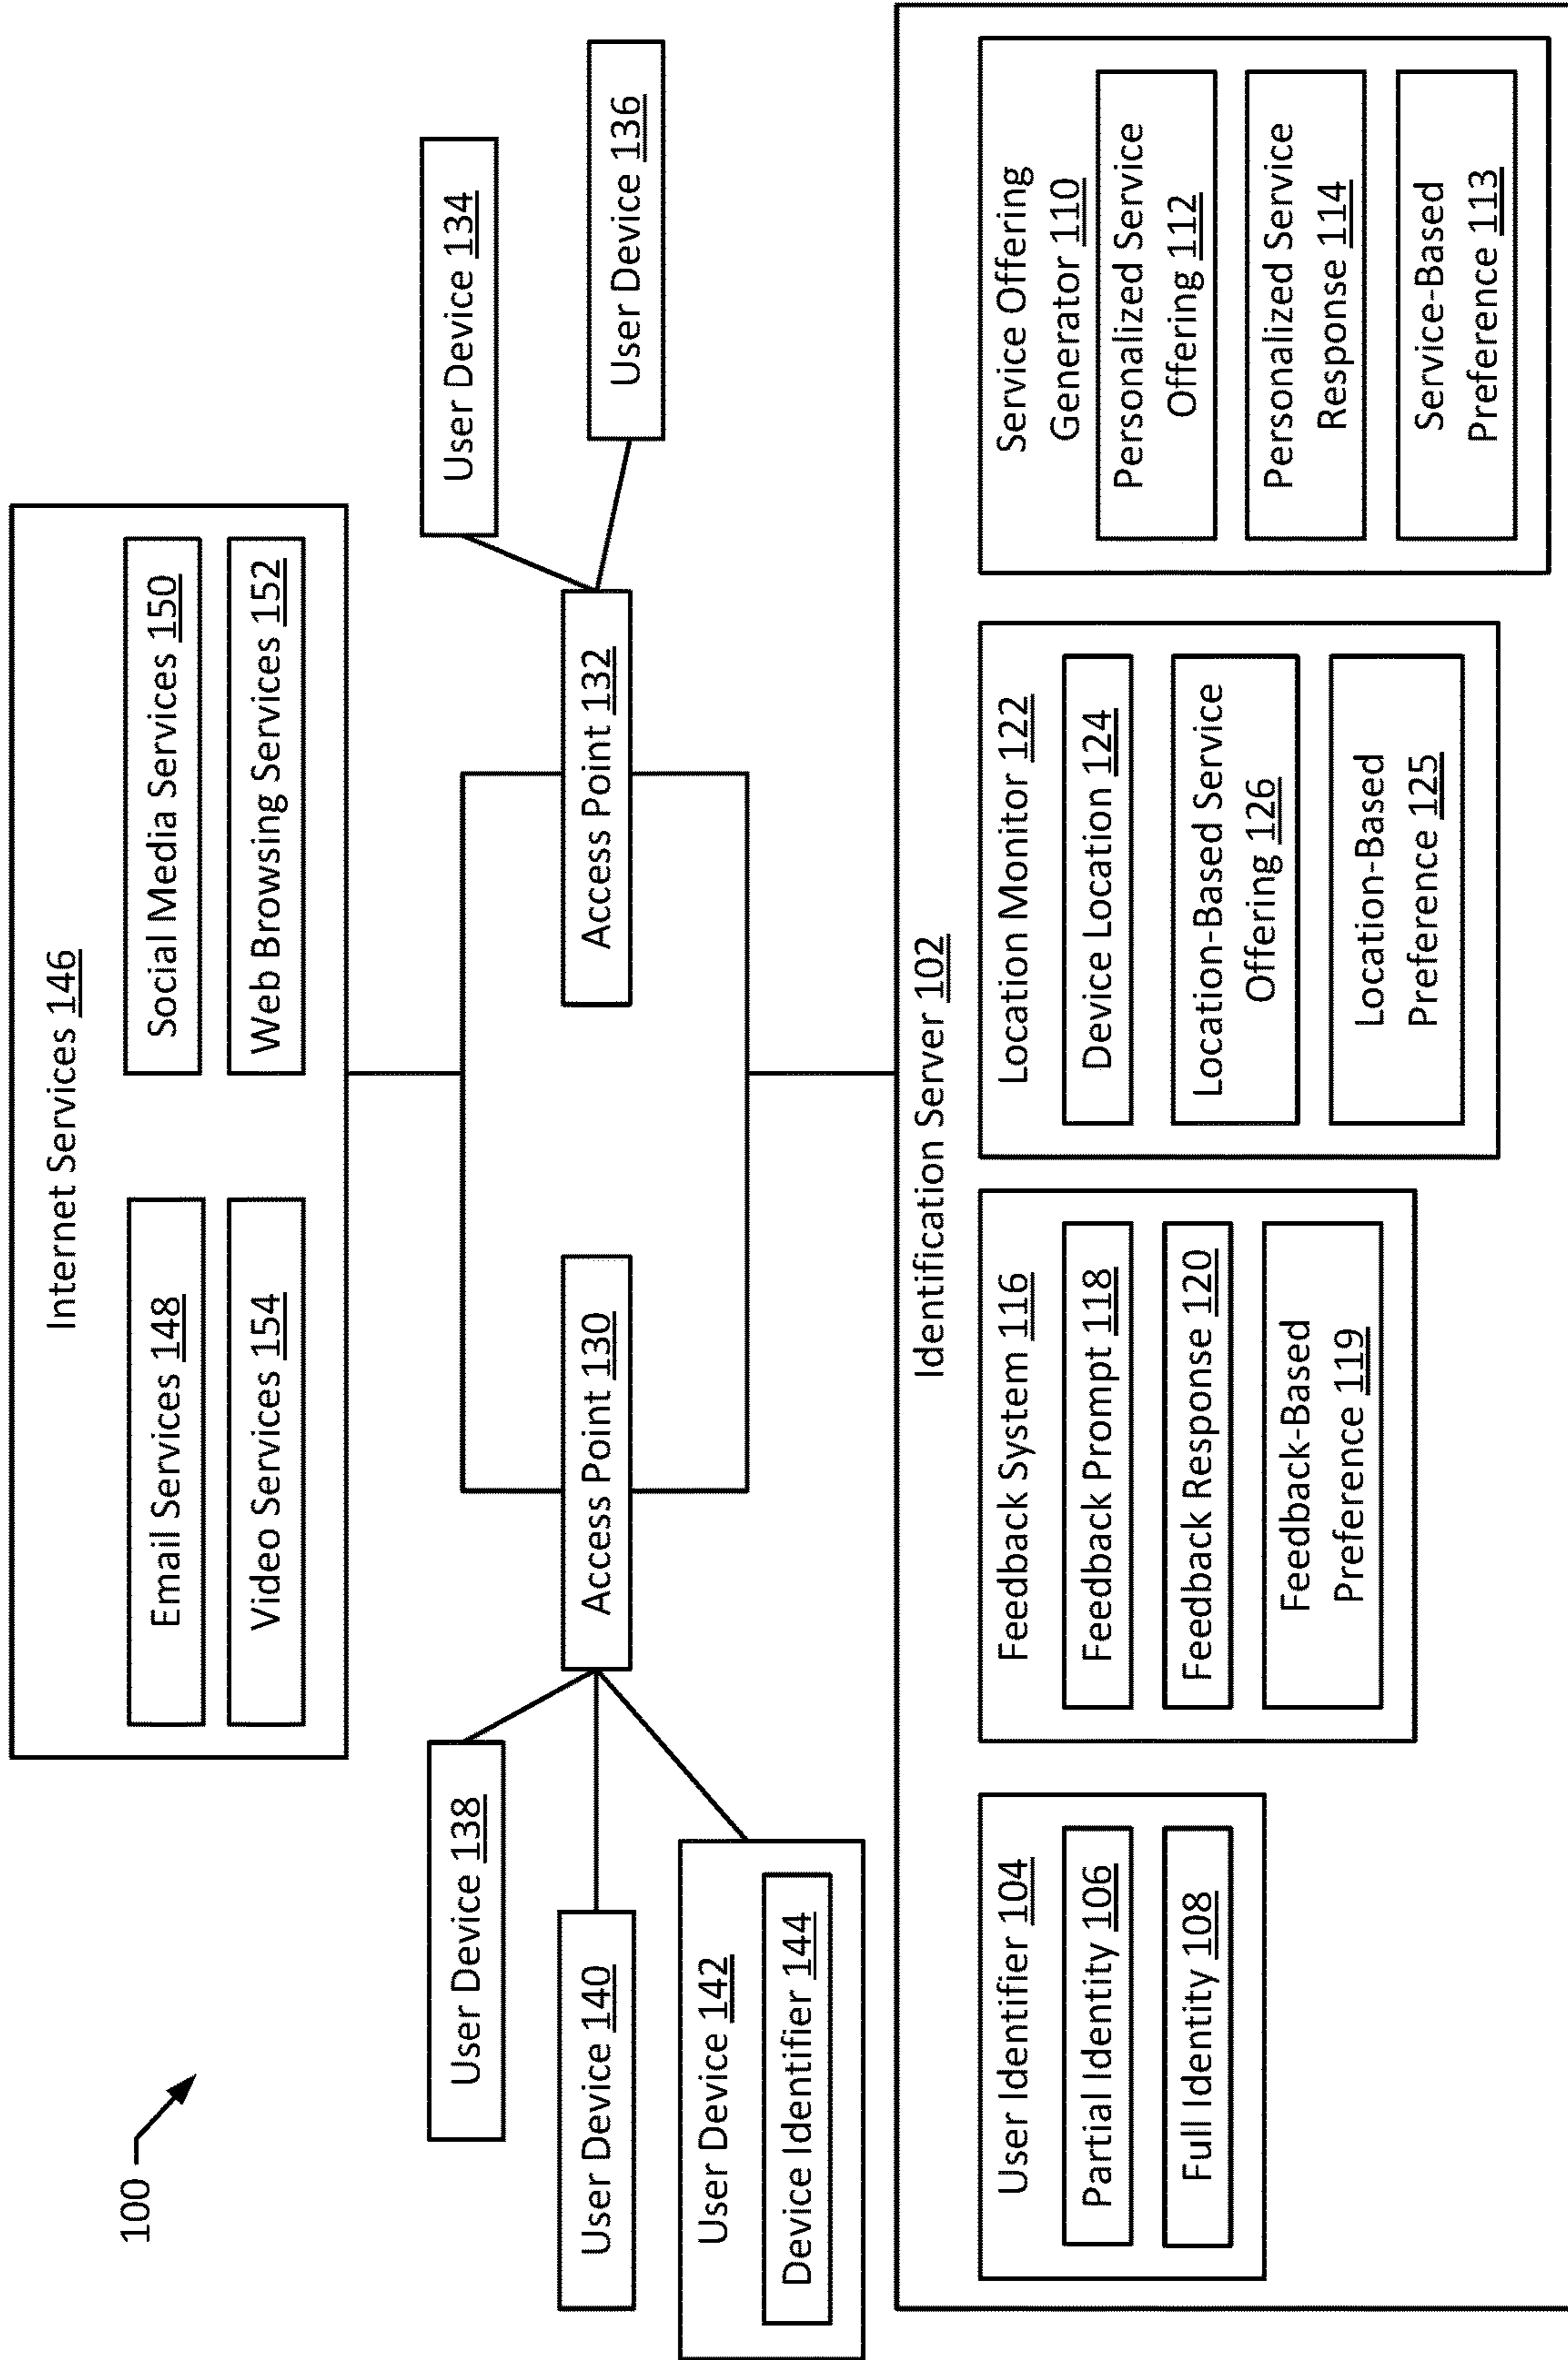 100
Internet Services 146
Email Services 148
Social Media Services 150
Video Services 154
Web Browsing Services 152
User Device 138
User Device 140
User Device 142
Device Identifier 144
Access Point 130
Access Point 132
User Device 134
User Device 136
Identification Server 102
User Identifier 104
Partial Identity 106
Full Identity 108
Feedback System 116
Feedback Prompt 118
Feedback Response 120
Feedback-Based
Preference 119
Location Monitor 122
Device Location 124
Location-Based Service
Offering 126
Location-Based
Preference 125
Service Offering
Generator 110
Personalized Service
Offering 112
Personalized Service
Response 114
Service-Based
Preference 113